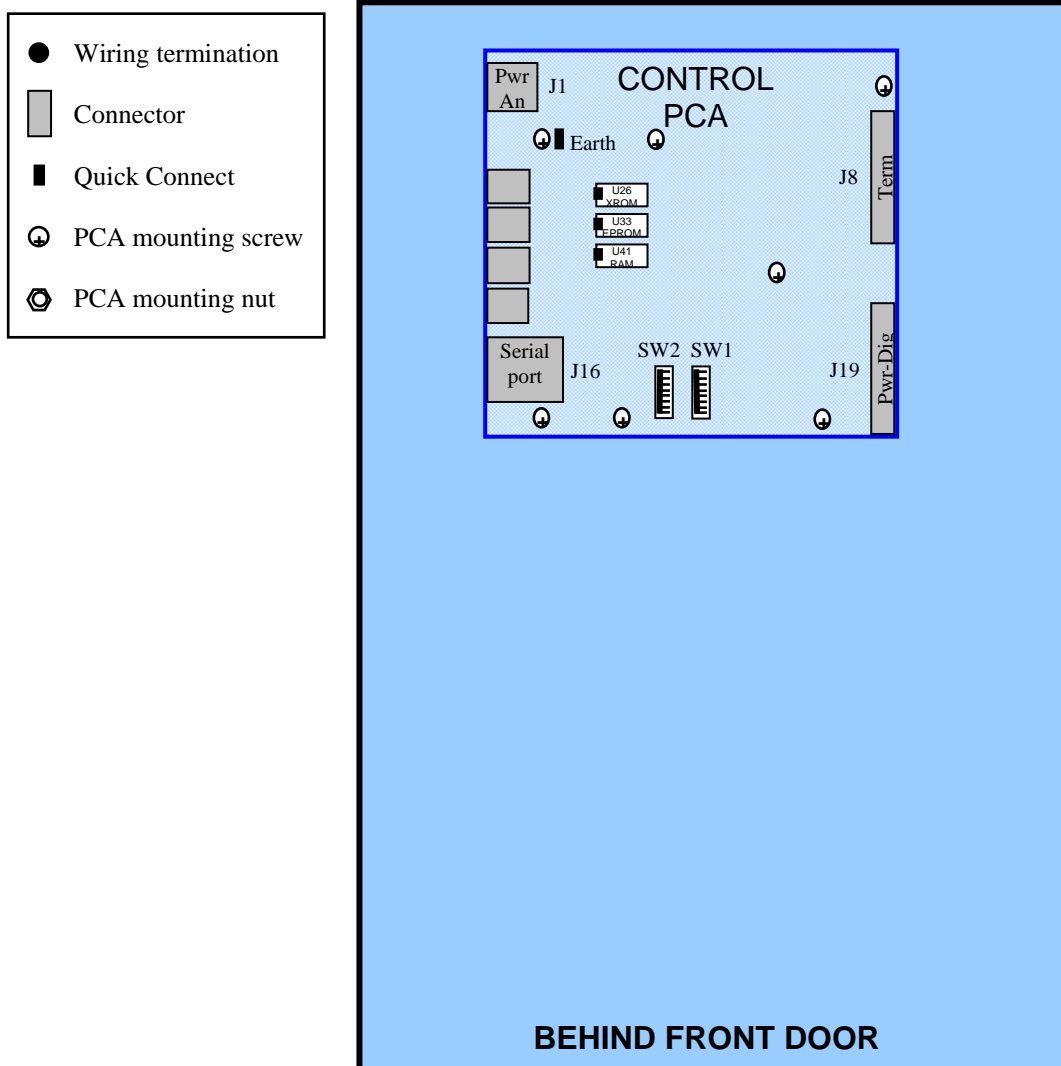 Wiring termination
Connector
Quick Connect
PCA mounting screw
PCA mounting nut
CONTROL
PCA
Pwr
An
J1
Earth
U26
XROM
U33
EPROM
U41
RAM
J8
Term
Serial
port
J16
SW2 SW1
J19
Pwr-Dig
BEHIND FRONT DOOR